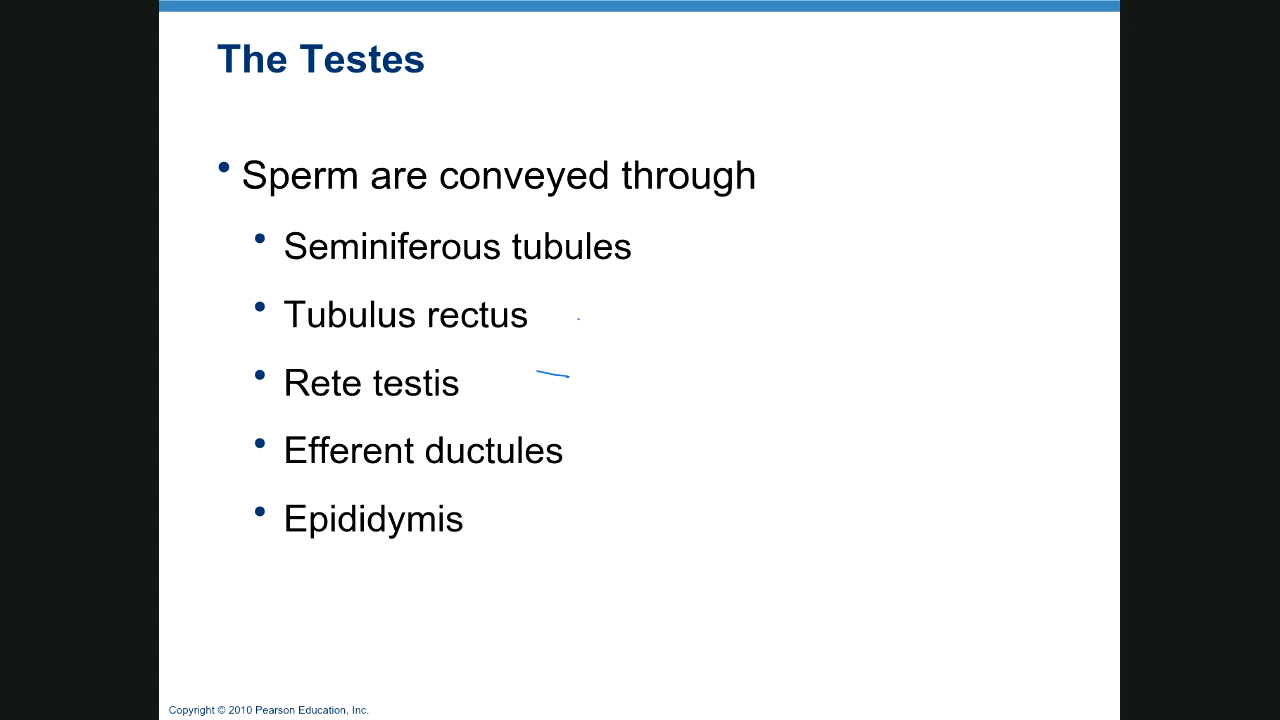 The Testes
• Sperm are conveyed through
• Seminiferous tubules
• Tubulus rectus
• Rete testis
• Efferent ductules
• Epididymis
Copyright © 2010 Pearson Education, Inc.